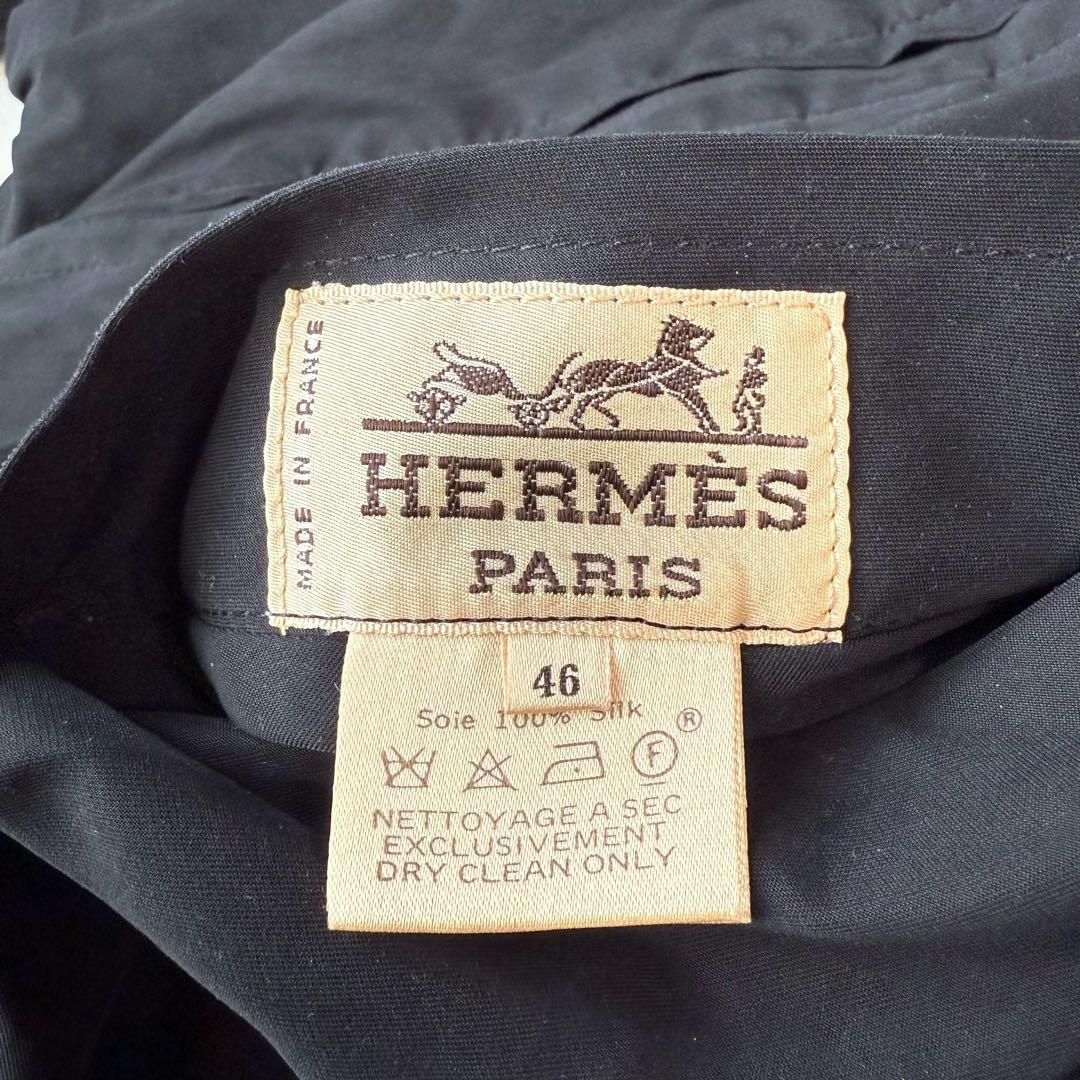 MADE IN FRANCE
HERMÈS
PARIS
46
Soie 100% Silk
F ®
NETTOYAGE A SEC
EXCLUSIVEMENT
DRY CLEAN ONLY